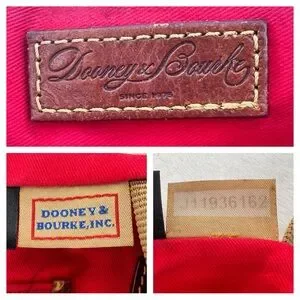 Dooney & Bourke
SINCE 1975
DOONEY &
BOURKE, INC.
J11936162